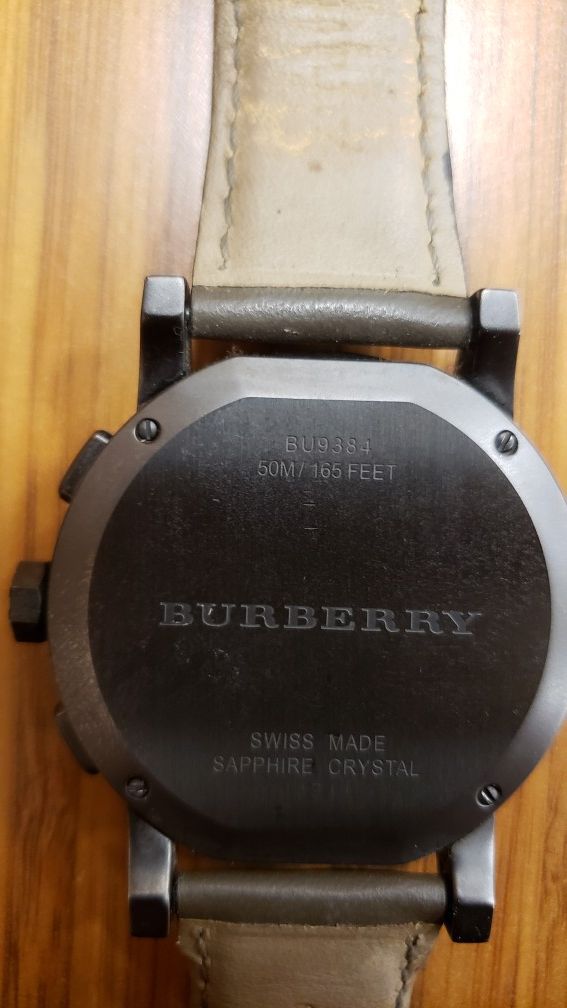 BU9384
50M/165 FEET
BURBERRY
SWISS MADE
SAPPHIRE CRYSTAL